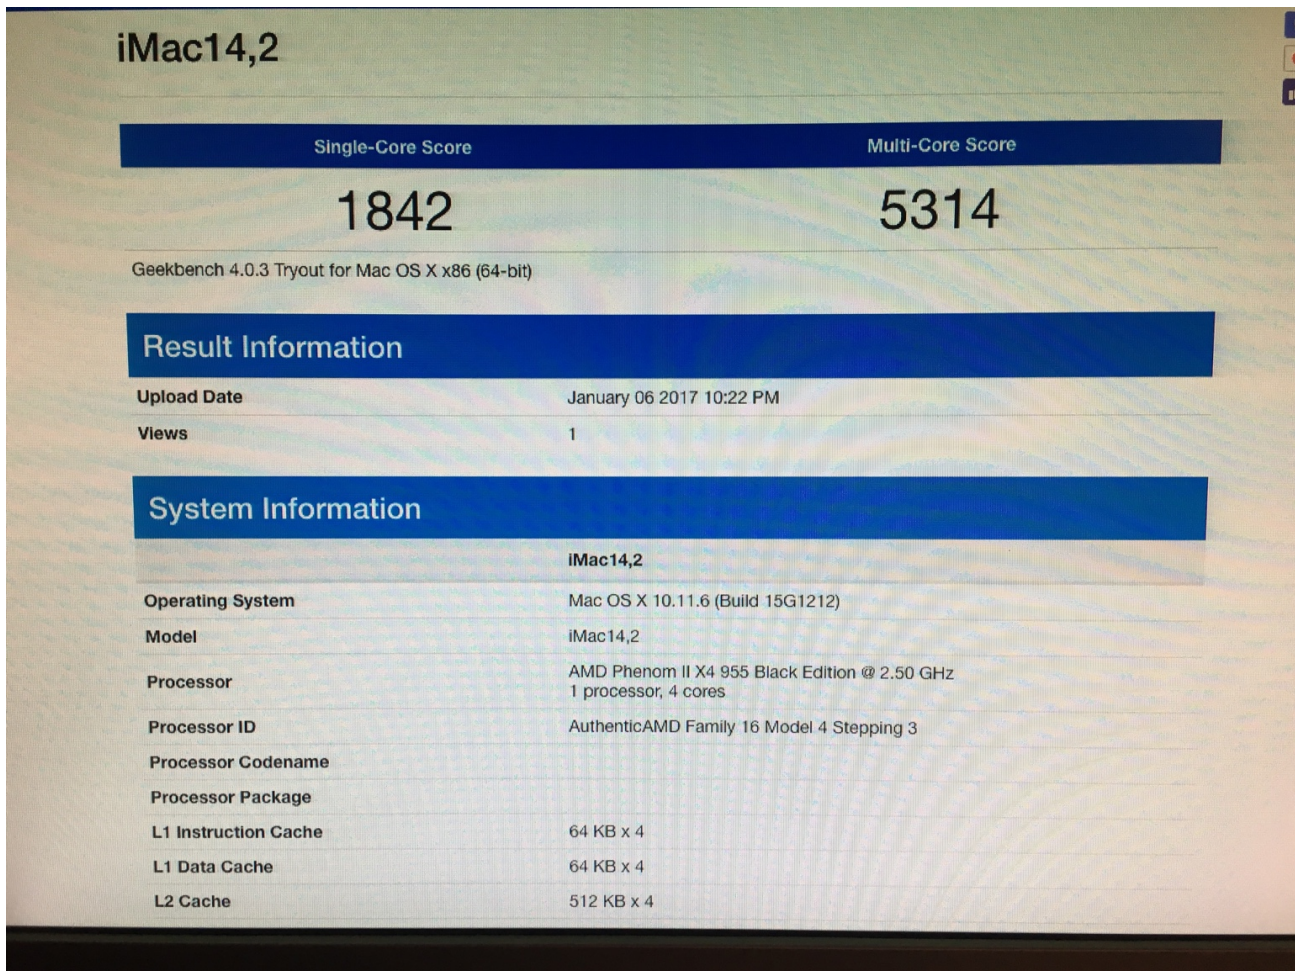 iMac14,2
Single-Core Score Multi-Core Score
1842 5314
Geekbench 4.0.3 Tryout for Mac OS X x86 (64-bit)
Result Information
Upload Date January 06 2017 10:22 PM
Views 1
System Information
iMac14,2
Operating System Mac OS X 10.11.6 (Build 15G1212)
Model iMac14,2
Processor AMD Phenom II X4 955 Black Edition @ 2.50 GHz
1 processor, 4 cores
Processor ID AuthenticAMD Family 16 Model 4 Stepping 3
Processor Codename
Processor Package
L1 Instruction Cache 64 KB x 4
L1 Data Cache 64 KB x 4
L2 Cache 512 KB x 4